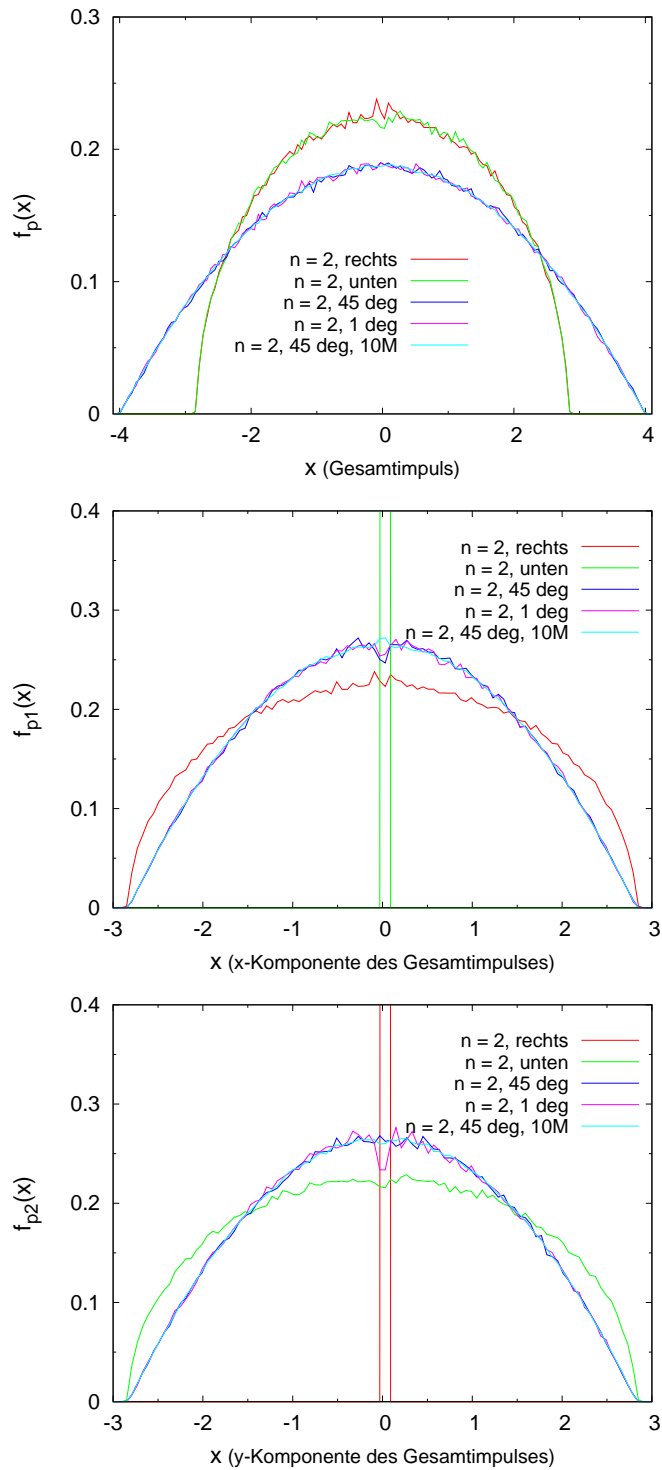 0.3
0.2
0.1
0
f_p(x)
n = 2, rechts
n = 2, unten
n = 2, 45 deg
n = 2, 1 deg
n = 2, 45 deg, 10M
-4 -2 0 2 4
x (Gesamtimpuls)
0.4
0.3
0.2
0.1
0
f_p1(x)
n = 2, rechts
n = 2, unten
n = 2, 45 deg
n = 2, 1 deg
n = 2, 45 deg, 10M
-3 -2 -1 0 1 2 3
x (x-Komponente des Gesamtimpulses)
0.4
0.3
0.2
0.1
0
f_p2(x)
n = 2, rechts
n = 2, unten
n = 2, 45 deg
n = 2, 1 deg
n = 2, 45 deg, 10M
-3 -2 -1 0 1 2 3
x (y-Komponente des Gesamtimpulses)